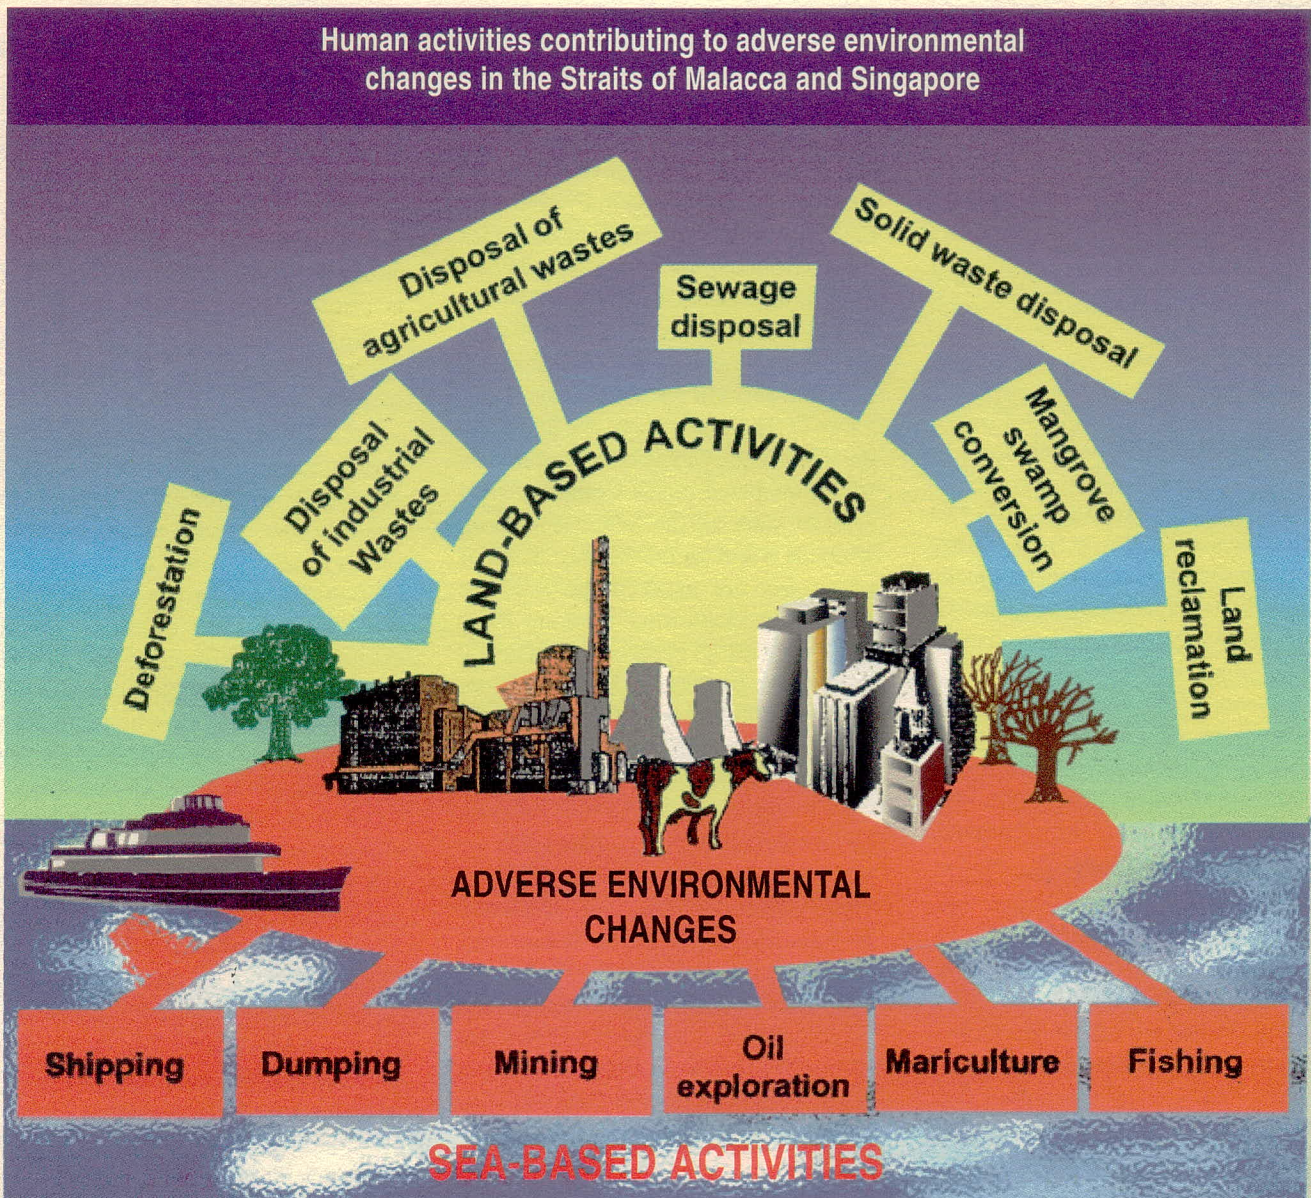 Human activities contributing to adverse environmental
changes in the Straits of Malacca and Singapore
Disposal of
agricultural wastes
Sewage
disposal
Solid waste disposal
Disposal
of industrial
Wastes
Mangrove
swamp
conversion
Deforestation
Land
reclamation
LAND-BASED ACTIVITIES
ADVERSE ENVIRONMENTAL
CHANGES
Shipping
Dumping
Mining
Oil
exploration
Mariculture
Fishing
SEA-BASED ACTIVITIES